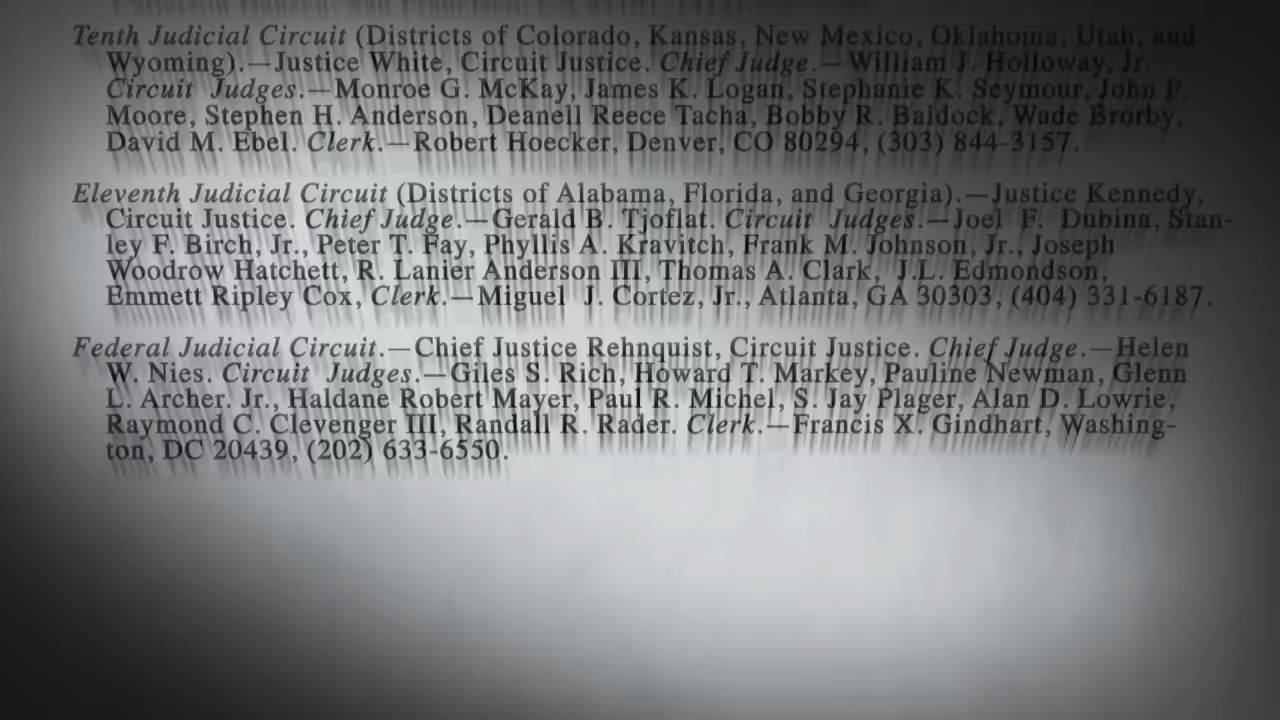 Tenth Judicial Circuit (Districts of Colorado, Kansas, New Mexico, Oklahoma, Utah, and
Wyoming).—Justice White, Circuit Justice. Chief Judge.—William J. Holloway, Jr.
Circuit Judges.—Monroe G. McKay, James K. Logan, Stephanie K. Seymour, John P.
Moore, Stephen H. Anderson, Deanell Reece Tacha, Bobby R. Baldock, Wade Brorby,
David M. Ebel. Clerk.—Robert Hoecker, Denver, CO 80294, (303) 844-3157.
Eleventh Judicial Circuit (Districts of Alabama, Florida, and Georgia).—Justice Kennedy,
Circuit Justice. Chief Judge.—Gerald B. Tjoflat. Circuit Judges.—Joel F. Dubina, Stan-
ley F. Birch, Jr., Peter T. Fay, Phyllis A. Kravitch, Frank M. Johnson, Jr., Joseph
Woodrow Hatchett, R. Lanier Anderson III, Thomas A. Clark, J.L. Edmondson,
Emmett Ripley Cox, Clerk.—Miguel J. Cortez, Jr., Atlanta, GA 30303, (404) 331-6187.
Federal Judicial Circuit.—Chief Justice Rehnquist, Circuit Justice. Chief Judge.—Helen
W. Nies. Circuit Judges.—Giles S. Rich, Howard T. Markey, Pauline Newman, Glenn
L. Archer. Jr., Haldane Robert Mayer, Paul R. Michel, S. Jay Plager, Alan D. Lowrie,
Raymond C. Clevenger III, Randall R. Rader. Clerk.—Francis X. Gindhart, Washing-
ton, DC 20439, (202) 633-6550.